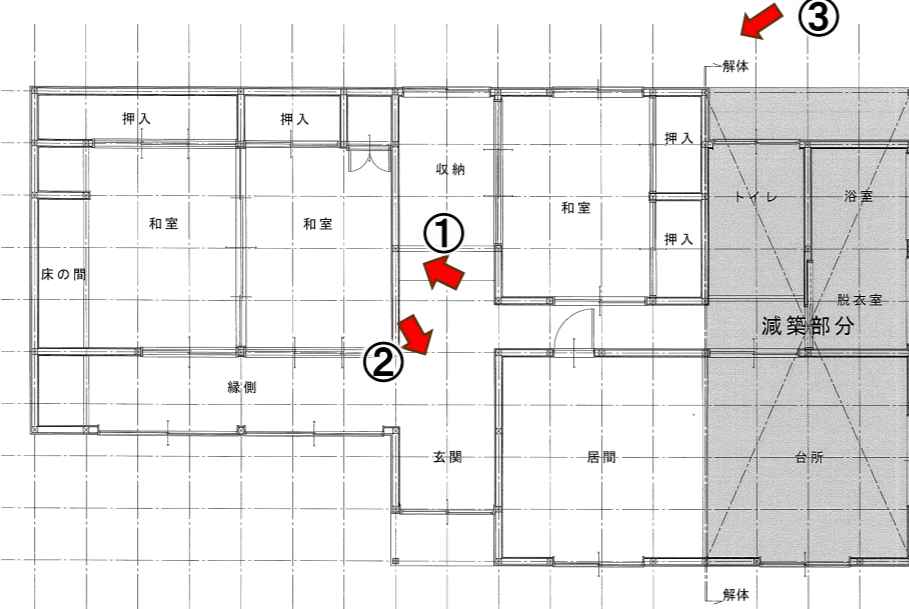 ③
解体
押入
押入
押入
収納
トイレ
浴室
和室
和室
和室
①
押入
床の間
脱衣室
減築部分
②
縁側
玄関
居間
台所
解体